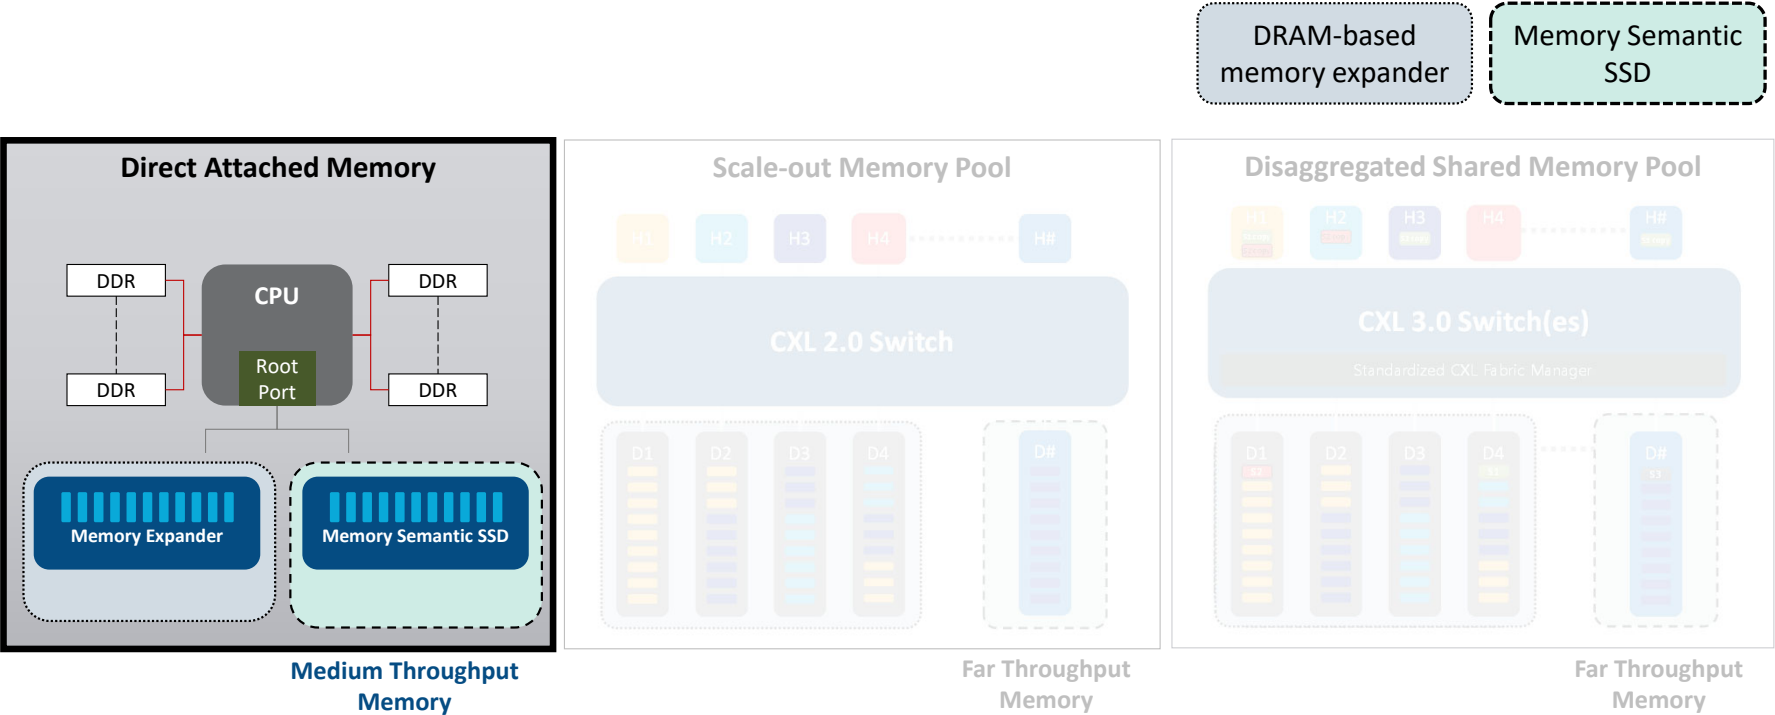 DRAM-based
memory expander
Memory Semantic
SSD
Direct Attached Memory
DDR
DDR
CPU
Root
Port
DDR
DDR
Memory Expander
Memory Semantic SSD
Medium Throughput
Memory
Scale-out Memory Pool
H1
H2
H3
H4
H#
CXL 2.0 Switch
D1
D2
D3
D4
D#
Far Throughput
Memory
Disaggregated Shared Memory Pool
H1
H2
H3
H4
H#
CXL 3.0 Switch(es)
Standardized CXL Fabric Manager
D1
D2
D3
D4
D#
S2
S1
S3
Far Throughput
Memory